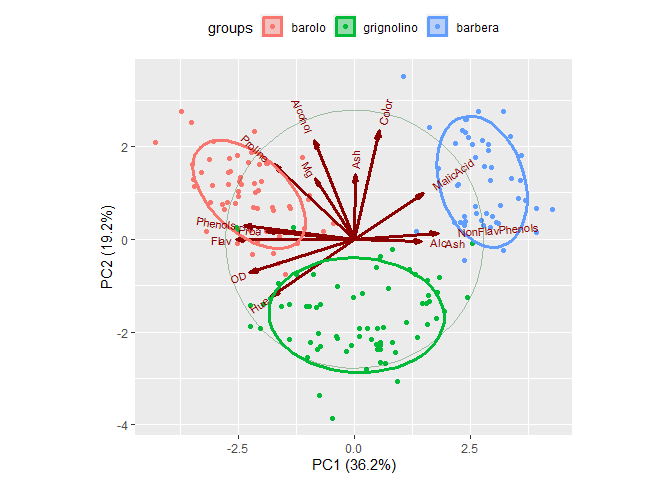 groups barolo grignolino barbera
Alcohol
Color
Proline
Mg
Ash
MalicAcid
Phenols
Proa
NonFlavPhenols
Flav
AlcAsh
OD
Hue
2
0
-2
-4
PC2 (19.2%)
-2.5 0.0 2.5
PC1 (36.2%)